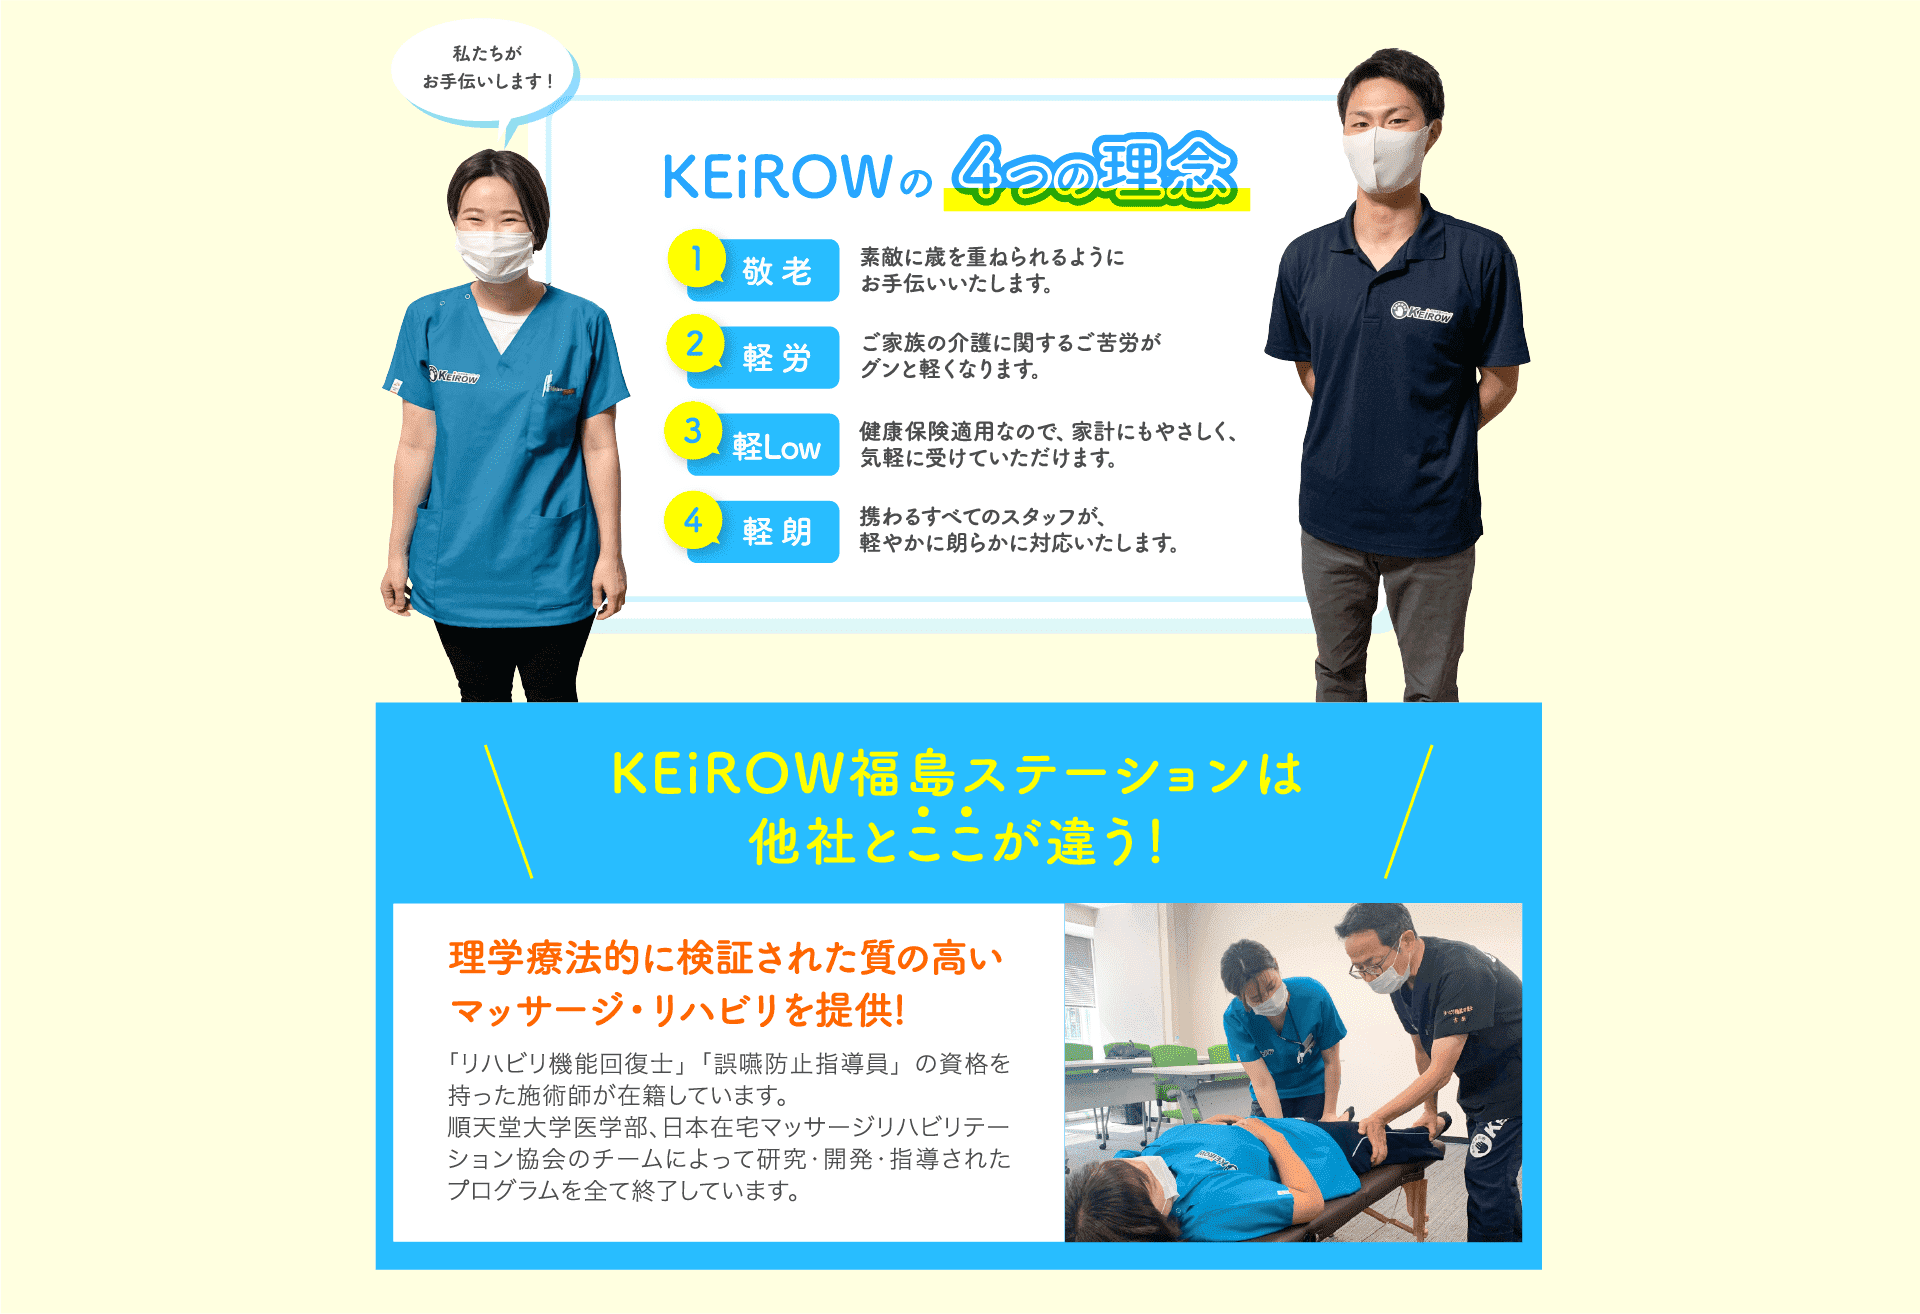 私たちが
お手伝いします！
KEiROWの 4つの理念
1 敬老
素敵に歳を重ねられるように
お手伝いいたします。
2 軽労
ご家族の介護に関するご苦労が
グンと軽くなります。
3 軽Low
健康保険適用なので、家計にもやさしく、
気軽に受けていただけます。
4 軽朗
携わるすべてのスタッフが、
軽やかに朗らかに対応いたします。
KEiROW
KEiROW
KEiROW福島ステーションは
他社とここが違う！
理学療法的に検証された質の高い
マッサージ・リハビリを提供!
「リハビリ機能回復士」「誤嚥防止指導員」の資格を
持った施術師が在籍しています。
順天堂大学医学部、日本在宅マッサージリハビリテー
ション協会のチームによって研究・開発・指導された
プログラムを全て終了しています。
KEiROW